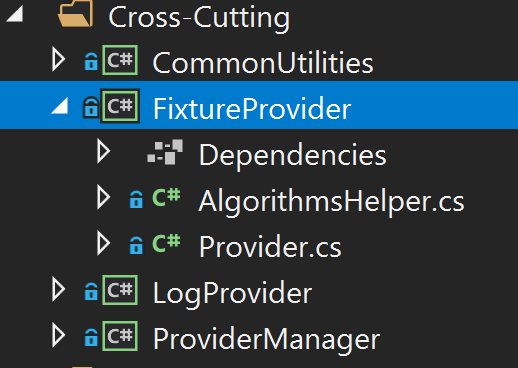 Cross-Cutting
C# CommonUtilities
C# FixtureProvider
Dependencies
C# AlgorithmsHelper.cs
C# Provider.cs
C# LogProvider
C# ProviderManager